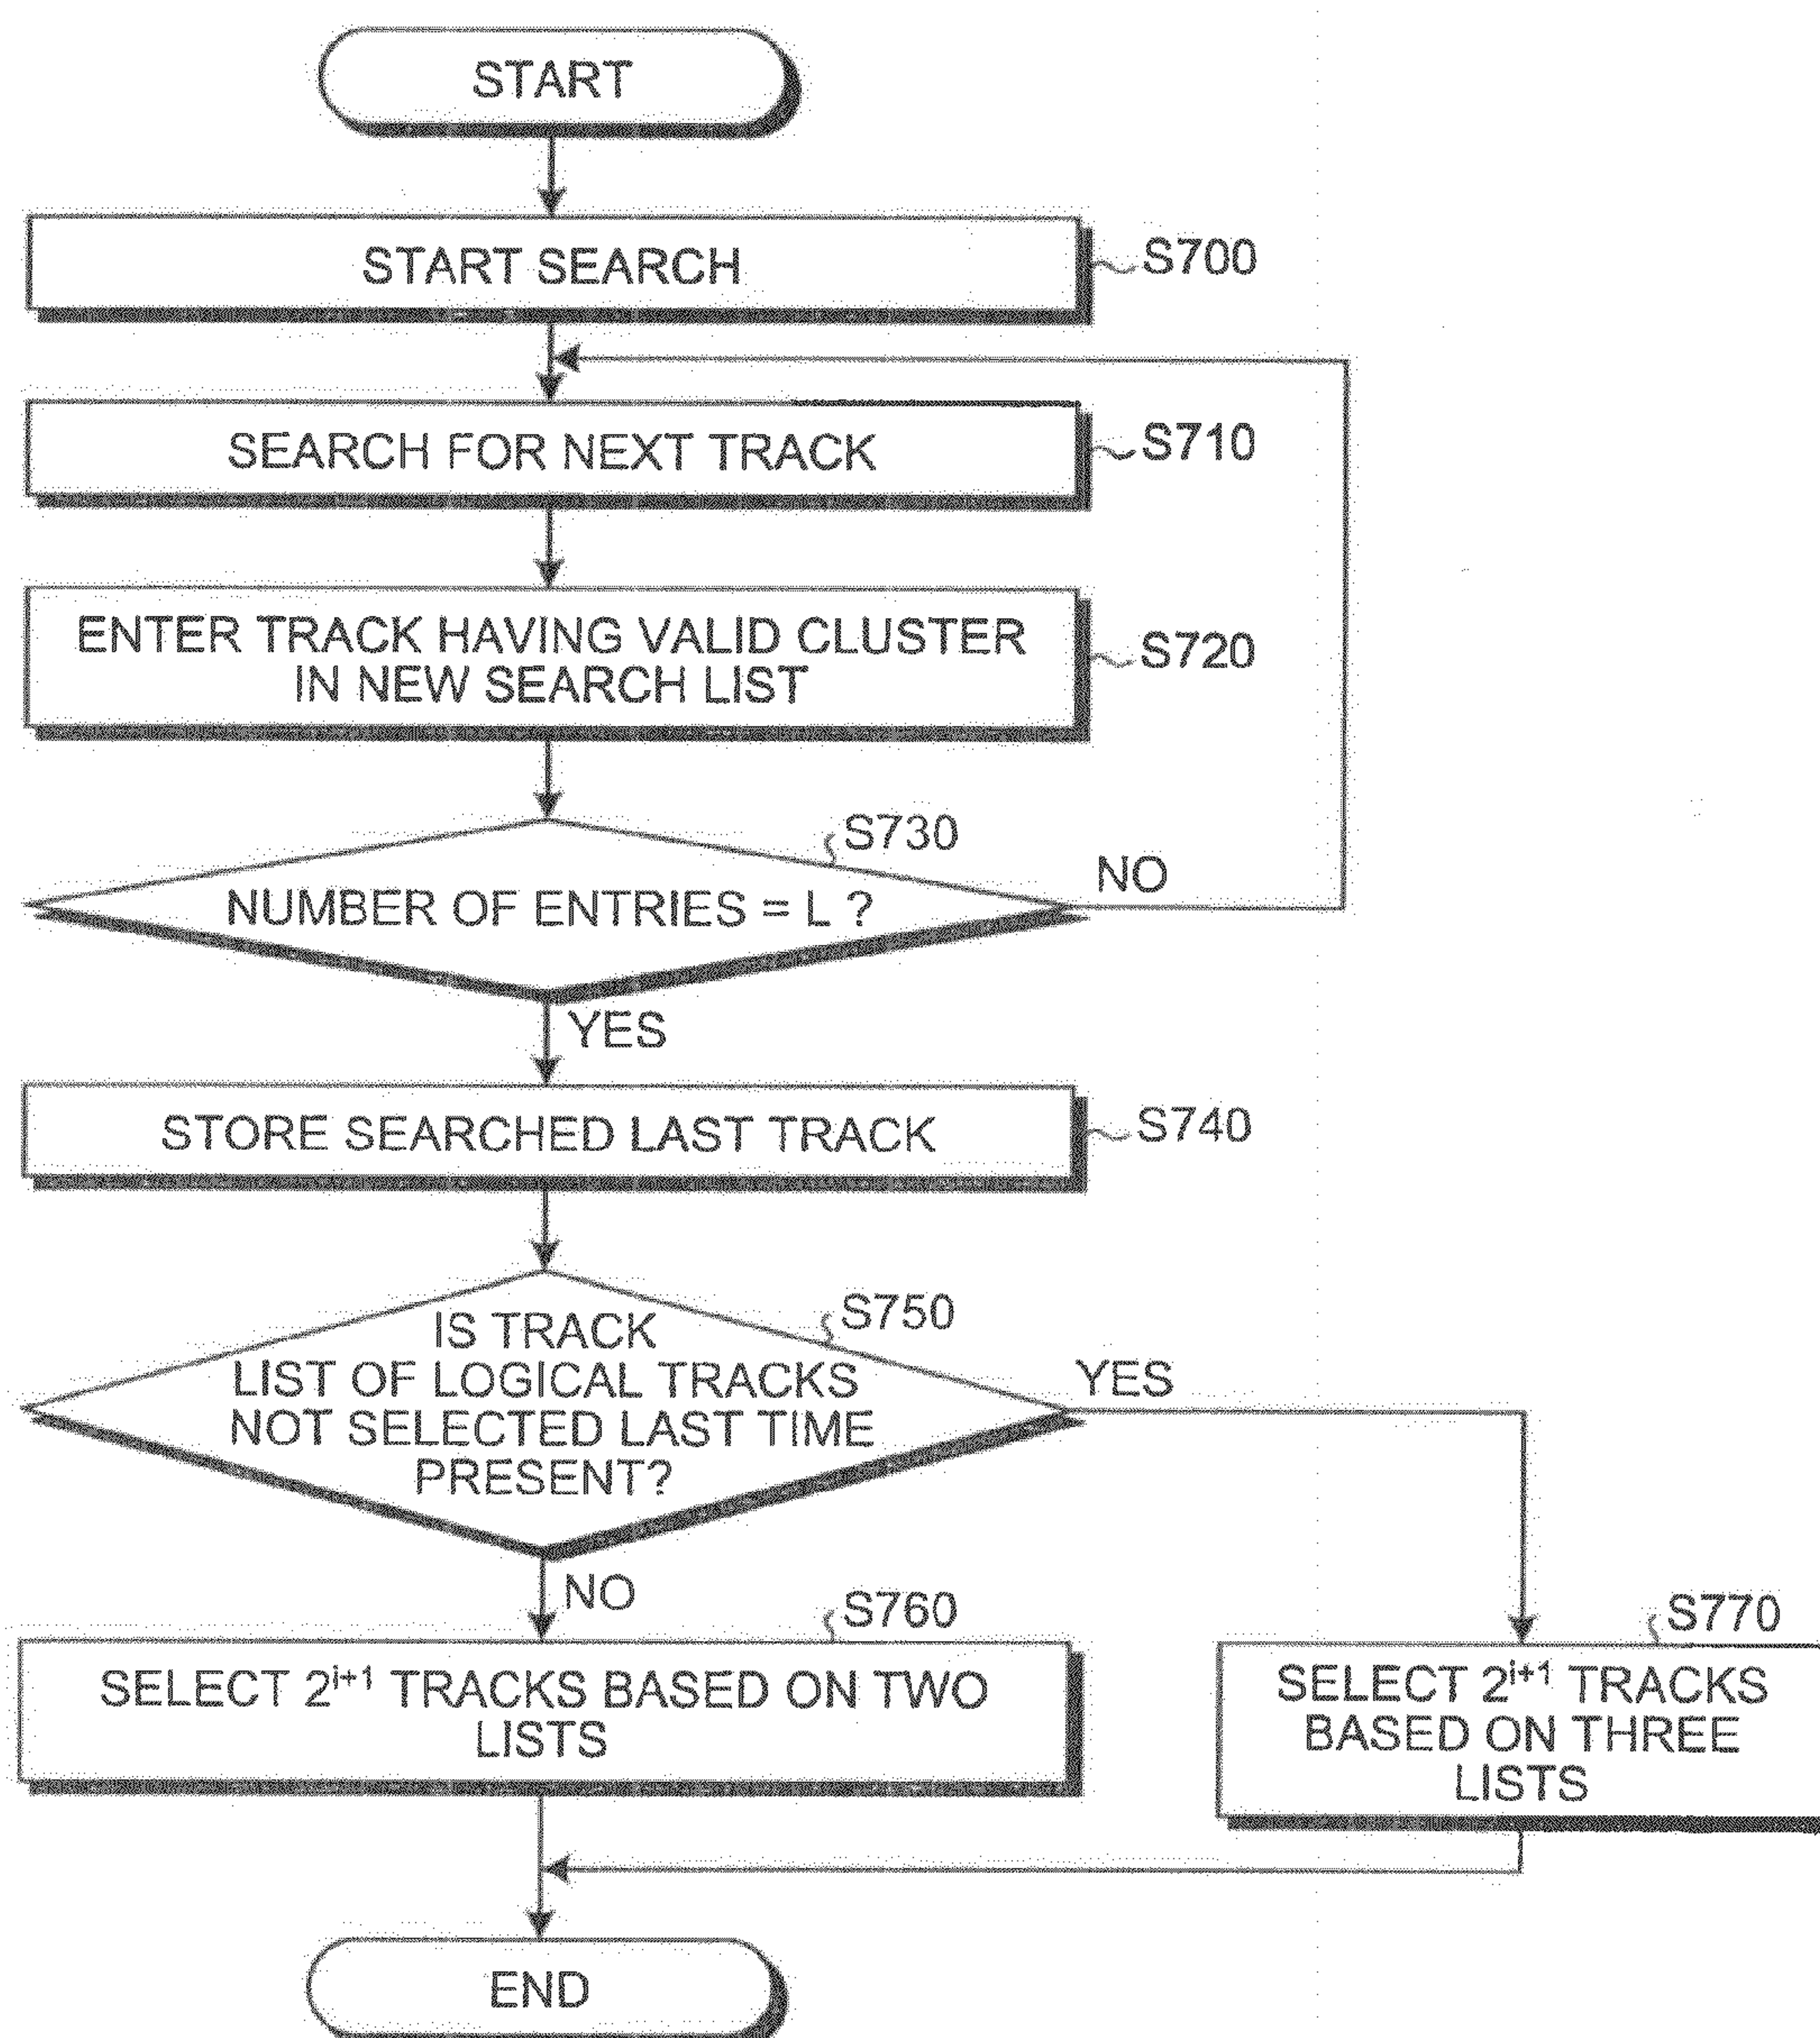 START
START SEARCH
S700
SEARCH FOR NEXT TRACK
S710
ENTER TRACK HAVING VALID CLUSTER
IN NEW SEARCH LIST
S720
S730
NUMBER OF ENTRIES = L ?
NO
YES
STORE SEARCHED LAST TRACK
S740
S750
IS TRACK
LIST OF LOGICAL TRACKS
NOT SELECTED LAST TIME
PRESENT?
YES
NO
S760
SELECT 2^{i+1} TRACKS BASED ON TWO
LISTS
S770
SELECT 2^{i+1} TRACKS
BASED ON THREE
LISTS
END